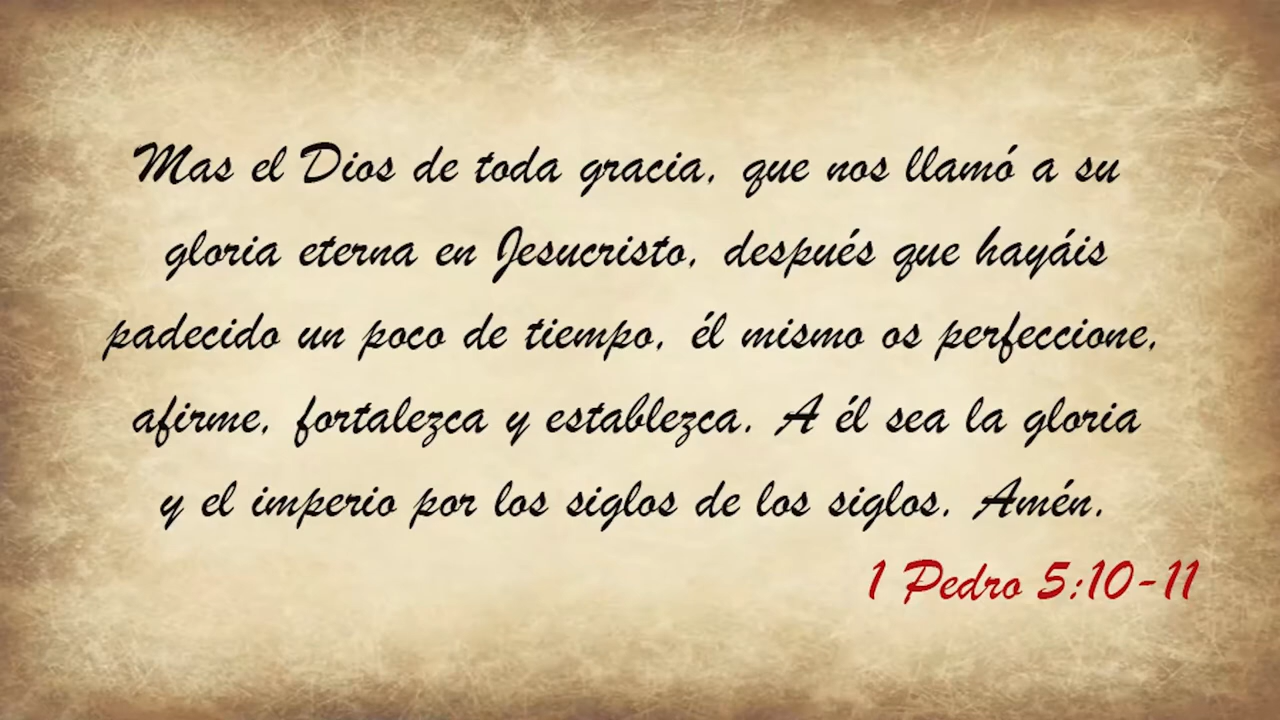 Mas el Dios de toda gracia, que nos llamó a su
gloria eterna en Jesucristo, después que hayáis
padecido un poco de tiempo, él mismo os perfeccione,
afirme, fortalezca y establezca. A él sea la gloria
y el imperio por los siglos de los siglos. Amén.
1 Pedro 5:10-11